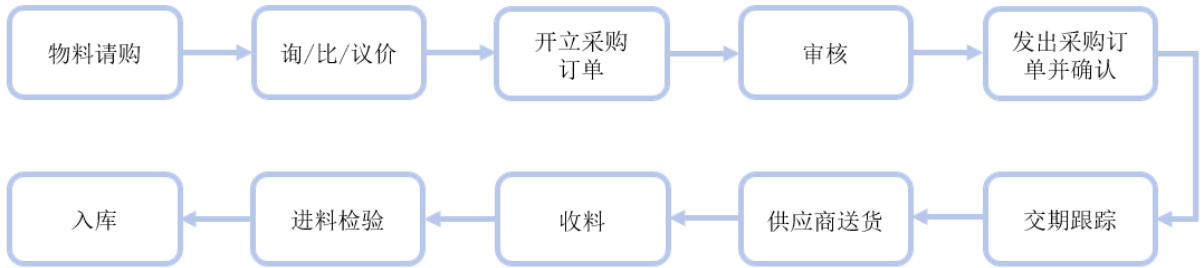 物料请购
询/比/议价
开立采购
订单
审核
发出采购订
单并确认
交期跟踪
供应商送货
收料
进料检验
入库